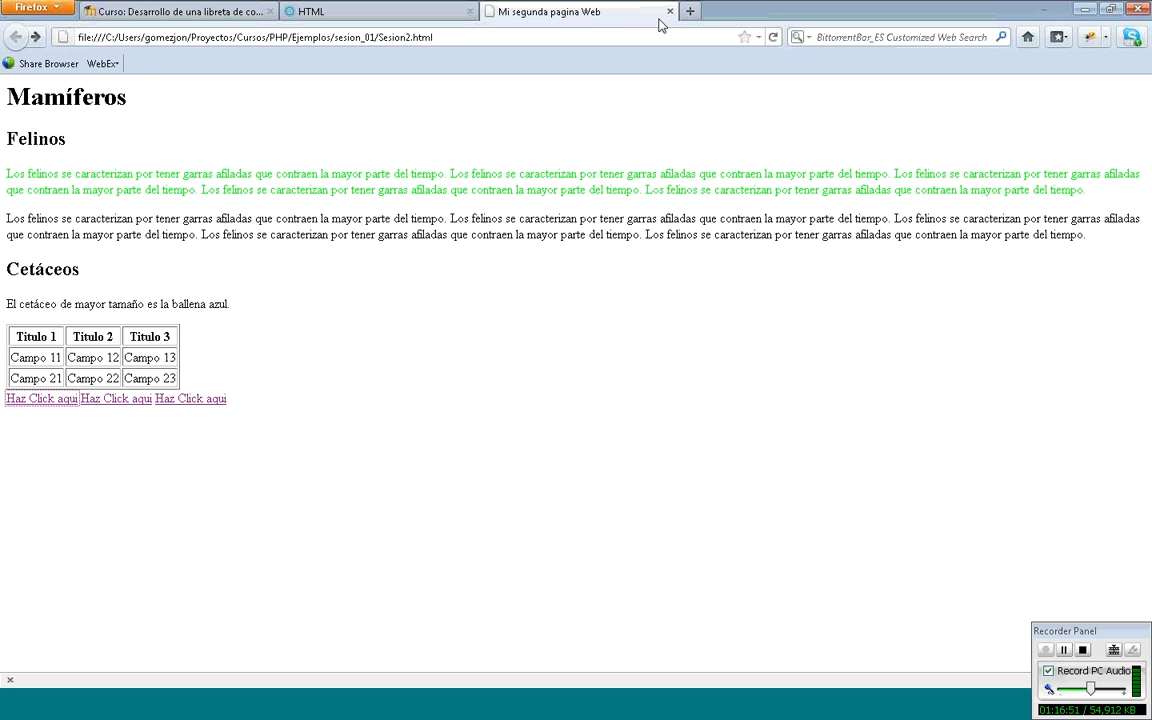 Firefox
Curso: Desarrollo de una libreta de co...
HTML
Mi segunda pagina Web
file:///C:/Users/gomezjon/Proyectos/Cursos/PHP/Ejemplos/sesion_01/Sesion2.html
BittorrentBar_ES Customized Web Search
Share Browser WebEx
Mamíferos
Felinos
Los felinos se caracterizan por tener garras afiladas que contraen la mayor parte del tiempo. Los felinos se caracterizan por tener garras afiladas que contraen la mayor parte del tiempo. Los felinos se caracterizan por tener garras afiladas
que contraen la mayor parte del tiempo. Los felinos se caracterizan por tener garras afiladas que contraen la mayor parte del tiempo. Los felinos se caracterizan por tener garras afiladas que contraen la mayor parte del tiempo.
Los felinos se caracterizan por tener garras afiladas que contraen la mayor parte del tiempo. Los felinos se caracterizan por tener garras afiladas que contraen la mayor parte del tiempo. Los felinos se caracterizan por tener garras afiladas
que contraen la mayor parte del tiempo. Los felinos se caracterizan por tener garras afiladas que contraen la mayor parte del tiempo. Los felinos se caracterizan por tener garras afiladas que contraen la mayor parte del tiempo.
Cetáceos
El cetáceo de mayor tamaño es la ballena azul.
Titulo 1 Titulo 2 Titulo 3
Campo 11 Campo 12 Campo 13
Campo 21 Campo 22 Campo 23
Haz Click aqui Haz Click aqui Haz Click aqui
Recorder Panel
Record PC Audio
01:16:51 / 54,912 KB